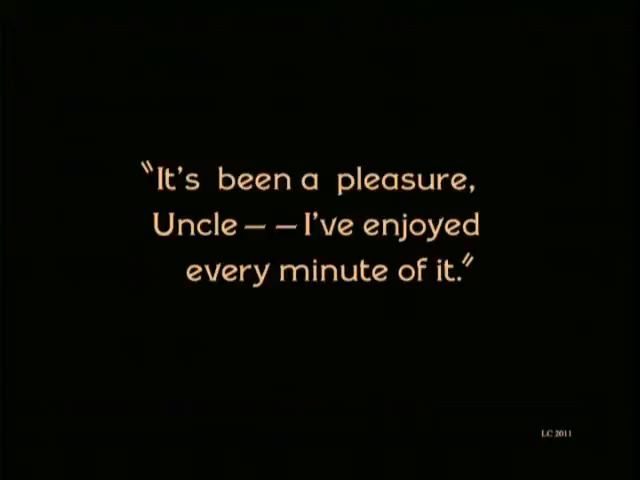 "It's been a pleasure,
Uncle — — I've enjoyed
every minute of it."
LC 2011